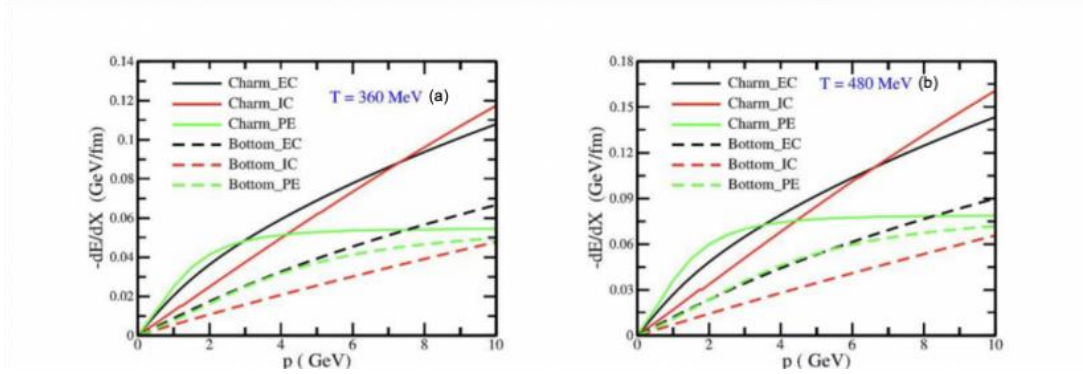 0.14
0.12
0.1
0.08
0.06
0.04
0.02
0
-dE/dX (GeV/fm)
Charm_EC
Charm_IC
Charm_PE
Bottom_EC
Bottom_IC
Bottom_PE
T = 360 MeV (a)
0 2 4 6 8 10
p ( GeV)
0.18
0.15
0.12
0.09
0.06
0.03
0
-dE/dX (GeV/fm)
Charm_EC
Charm_IC
Charm_PE
Bottom_EC
Bottom_IC
Bottom_PE
T = 480 MeV (b)
0 2 4 6 8 10
p ( GeV)